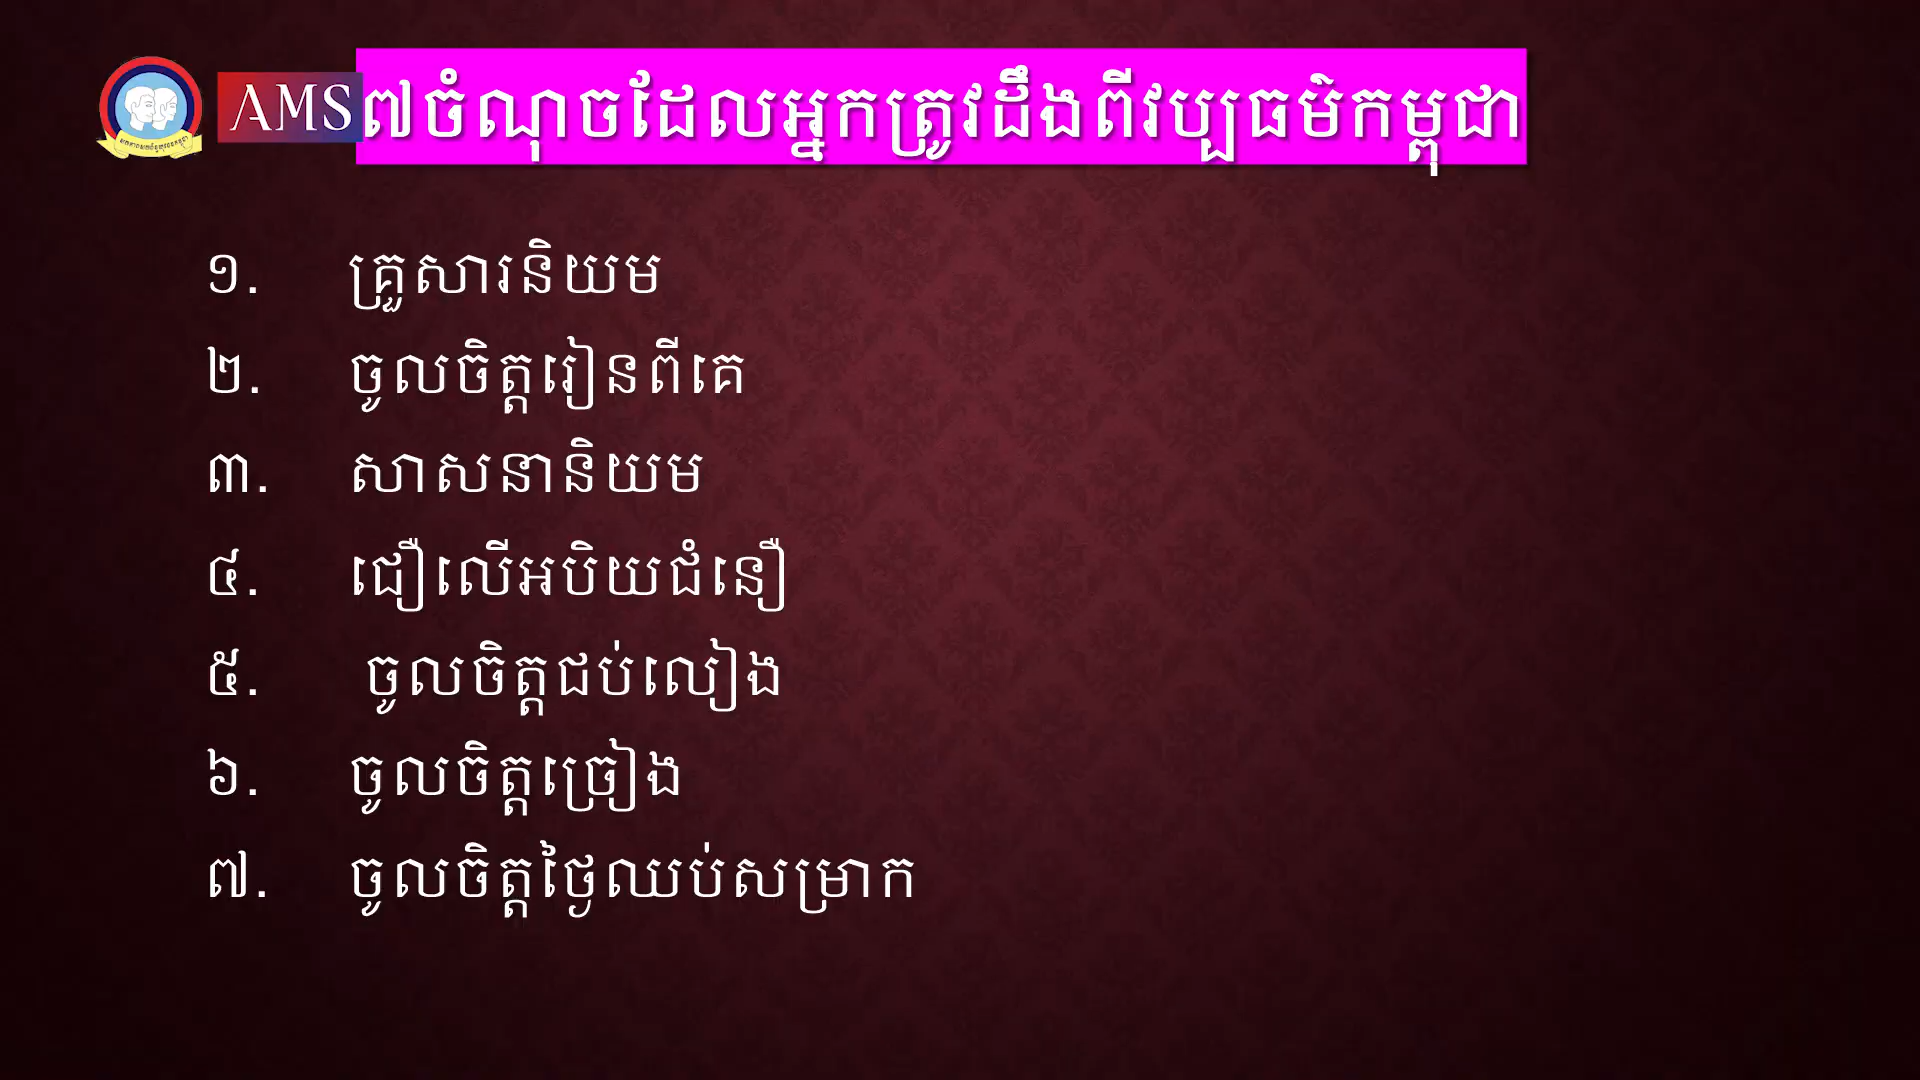 AMS
៧ចំណុចដែលអ្នកត្រូវដឹងពីវប្បធម៌កម្ពុជា
១. គ្រួសារនិយម
២. ចូលចិត្តរៀនពីគេ
៣. សាសនានិយម
៤. ជឿលើអបិយជំនឿ
៥. ចូលចិត្តជប់លៀង
៦. ចូលចិត្តច្រៀង
៧. ចូលចិត្តថ្ងៃឈប់សម្រាក